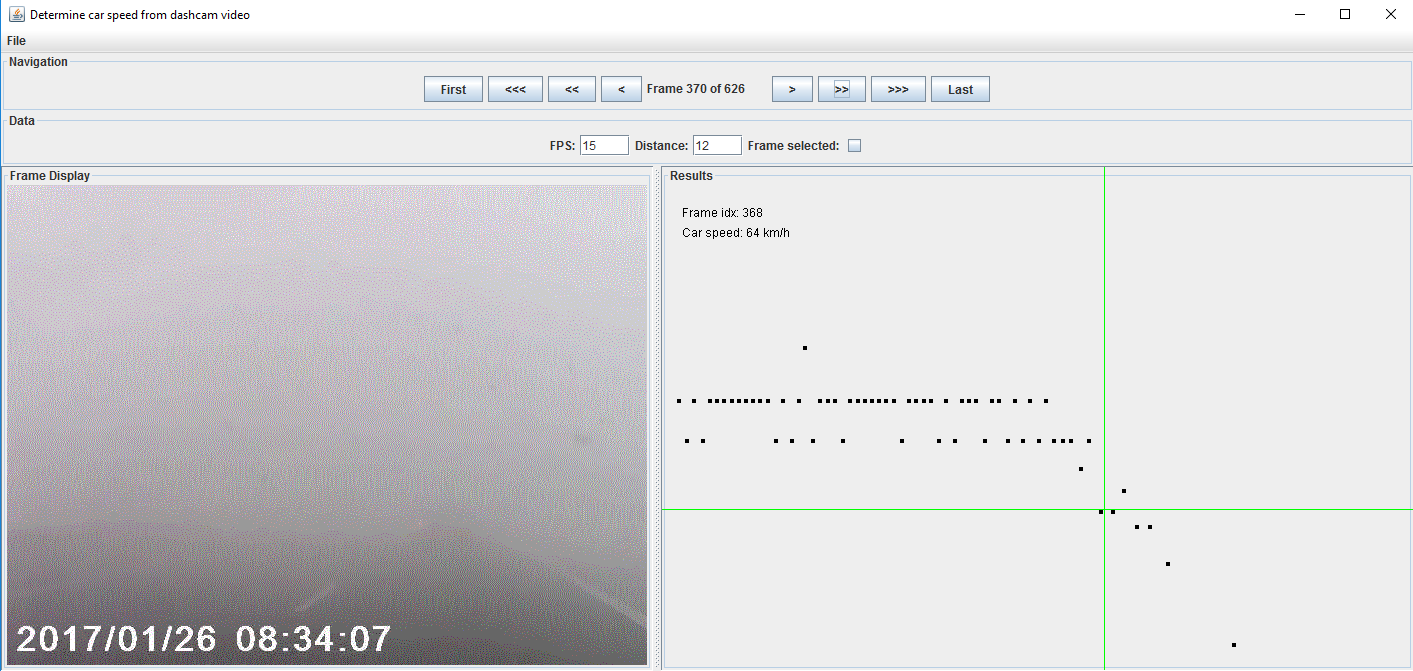 Determine car speed from dashcam video
File
Navigation
First <<< << < Frame 370 of 626 > >> >>> Last
Data
FPS: 15 Distance: 12 Frame selected:
Frame Display
2017/01/26 08:34:07
Results
Frame idx: 368
Car speed: 64 km/h